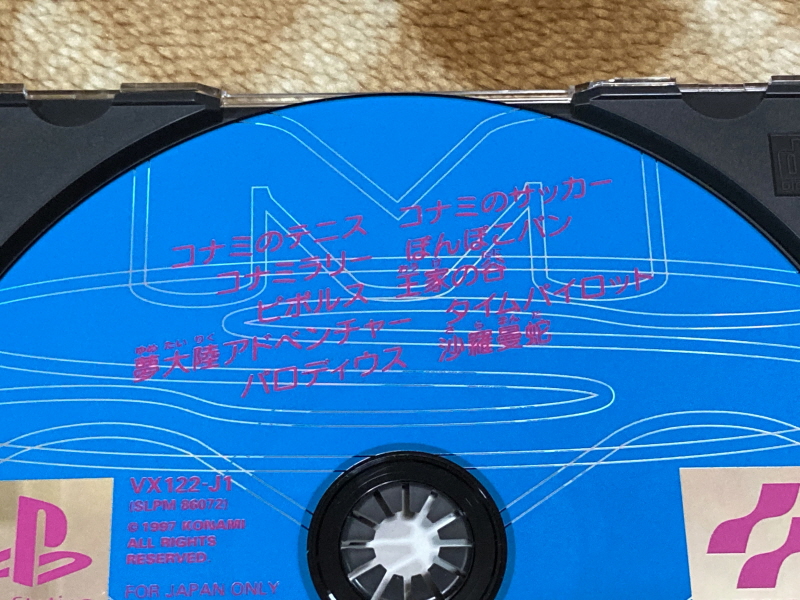 コナミのテニス コナミのサッカー
コナミラリー ぽんぽこパン
ピポルス 王家の谷
夢大陸アドベンチャー タイムパイロット
パロディウス 沙羅曼蛇
VX122-J1
(SLPM 86072)
© 1997 KONAMI
ALL RIGHTS
RESERVED.
FOR JAPAN ONLY